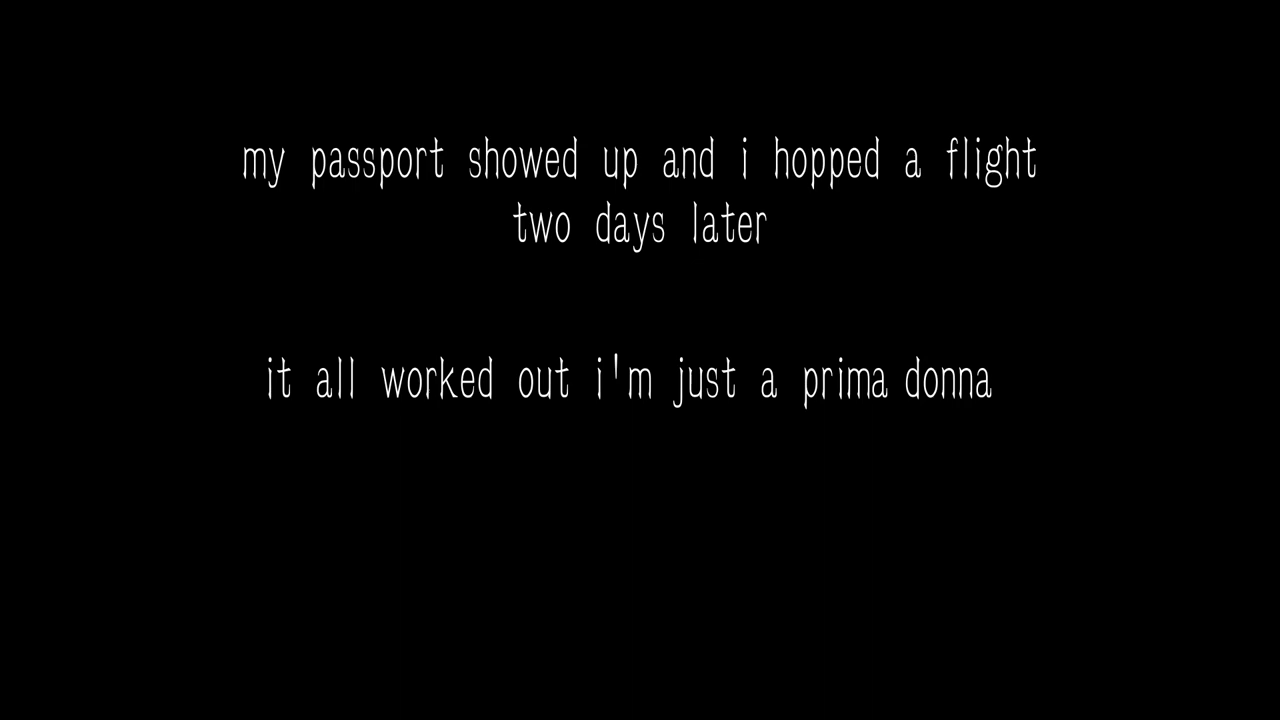 my passport showed up and i hopped a flight
two days later
it all worked out i'm just a prima donna